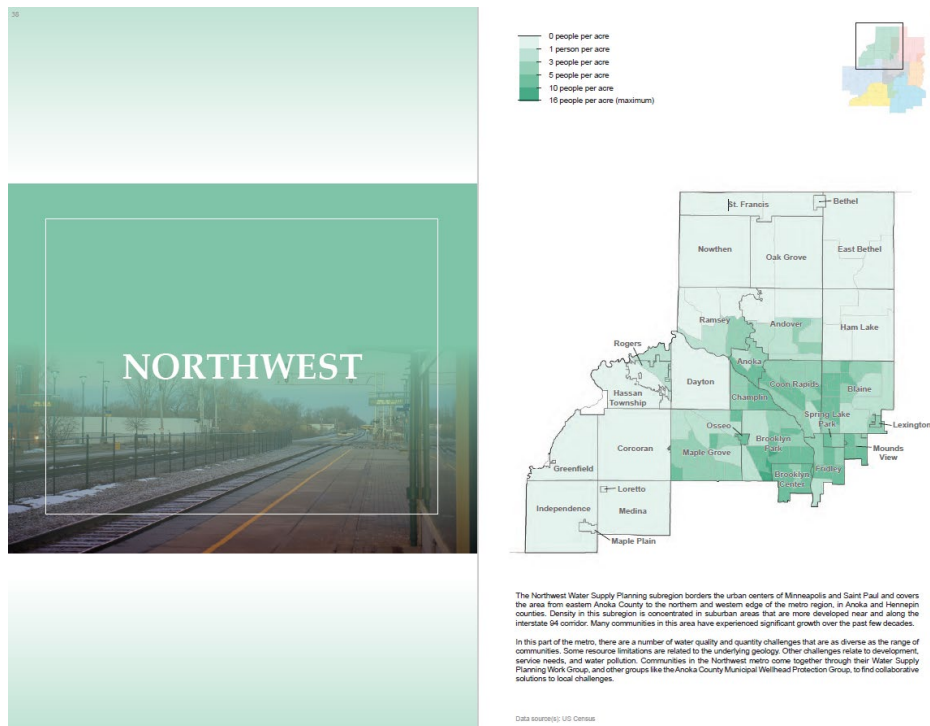 36
NORTHWEST
0 people per acre
1 person per acre
3 people per acre
5 people per acre
10 people per acre
16 people per acre (maximum)
St. Francis
Bethel
Nowthen
Oak Grove
East Bethel
Ramsey
Andover
Ham Lake
Rogers
Anoka
Dayton
Coon Rapids
Blaine
Hassan
Township
Champlin
Spring Lake
Park
Lexington
Osseo
Brooklyn
Park
Mounds
View
Corcoran
Maple Grove
Greenfield
Brooklyn
Center
Fridley
Loretto
Independence
Medina
Maple Plain
The Northwest Water Supply Planning subregion borders the urban centers of Minneapolis and Saint Paul and covers
the area from eastern Anoka County to the northern and western edge of the metro region, in Anoka and Hennepin
counties. Density in this subregion is concentrated in suburban areas that are more developed near and along the
interstate 94 corridor. Many communities in this area have experienced significant growth over the past few decades.
In this part of the metro, there are a number of water quality and quantity challenges that are as diverse as the range of
communities. Some resource limitations are related to the underlying geology. Other challenges relate to development,
service needs, and water pollution. Communities in the Northwest metro come together through their Water Supply
Planning Work Group, and other groups like the Anoka County Municipal Wellhead Protection Group, to find collaborative
solutions to local challenges.
Data source(s): US Census